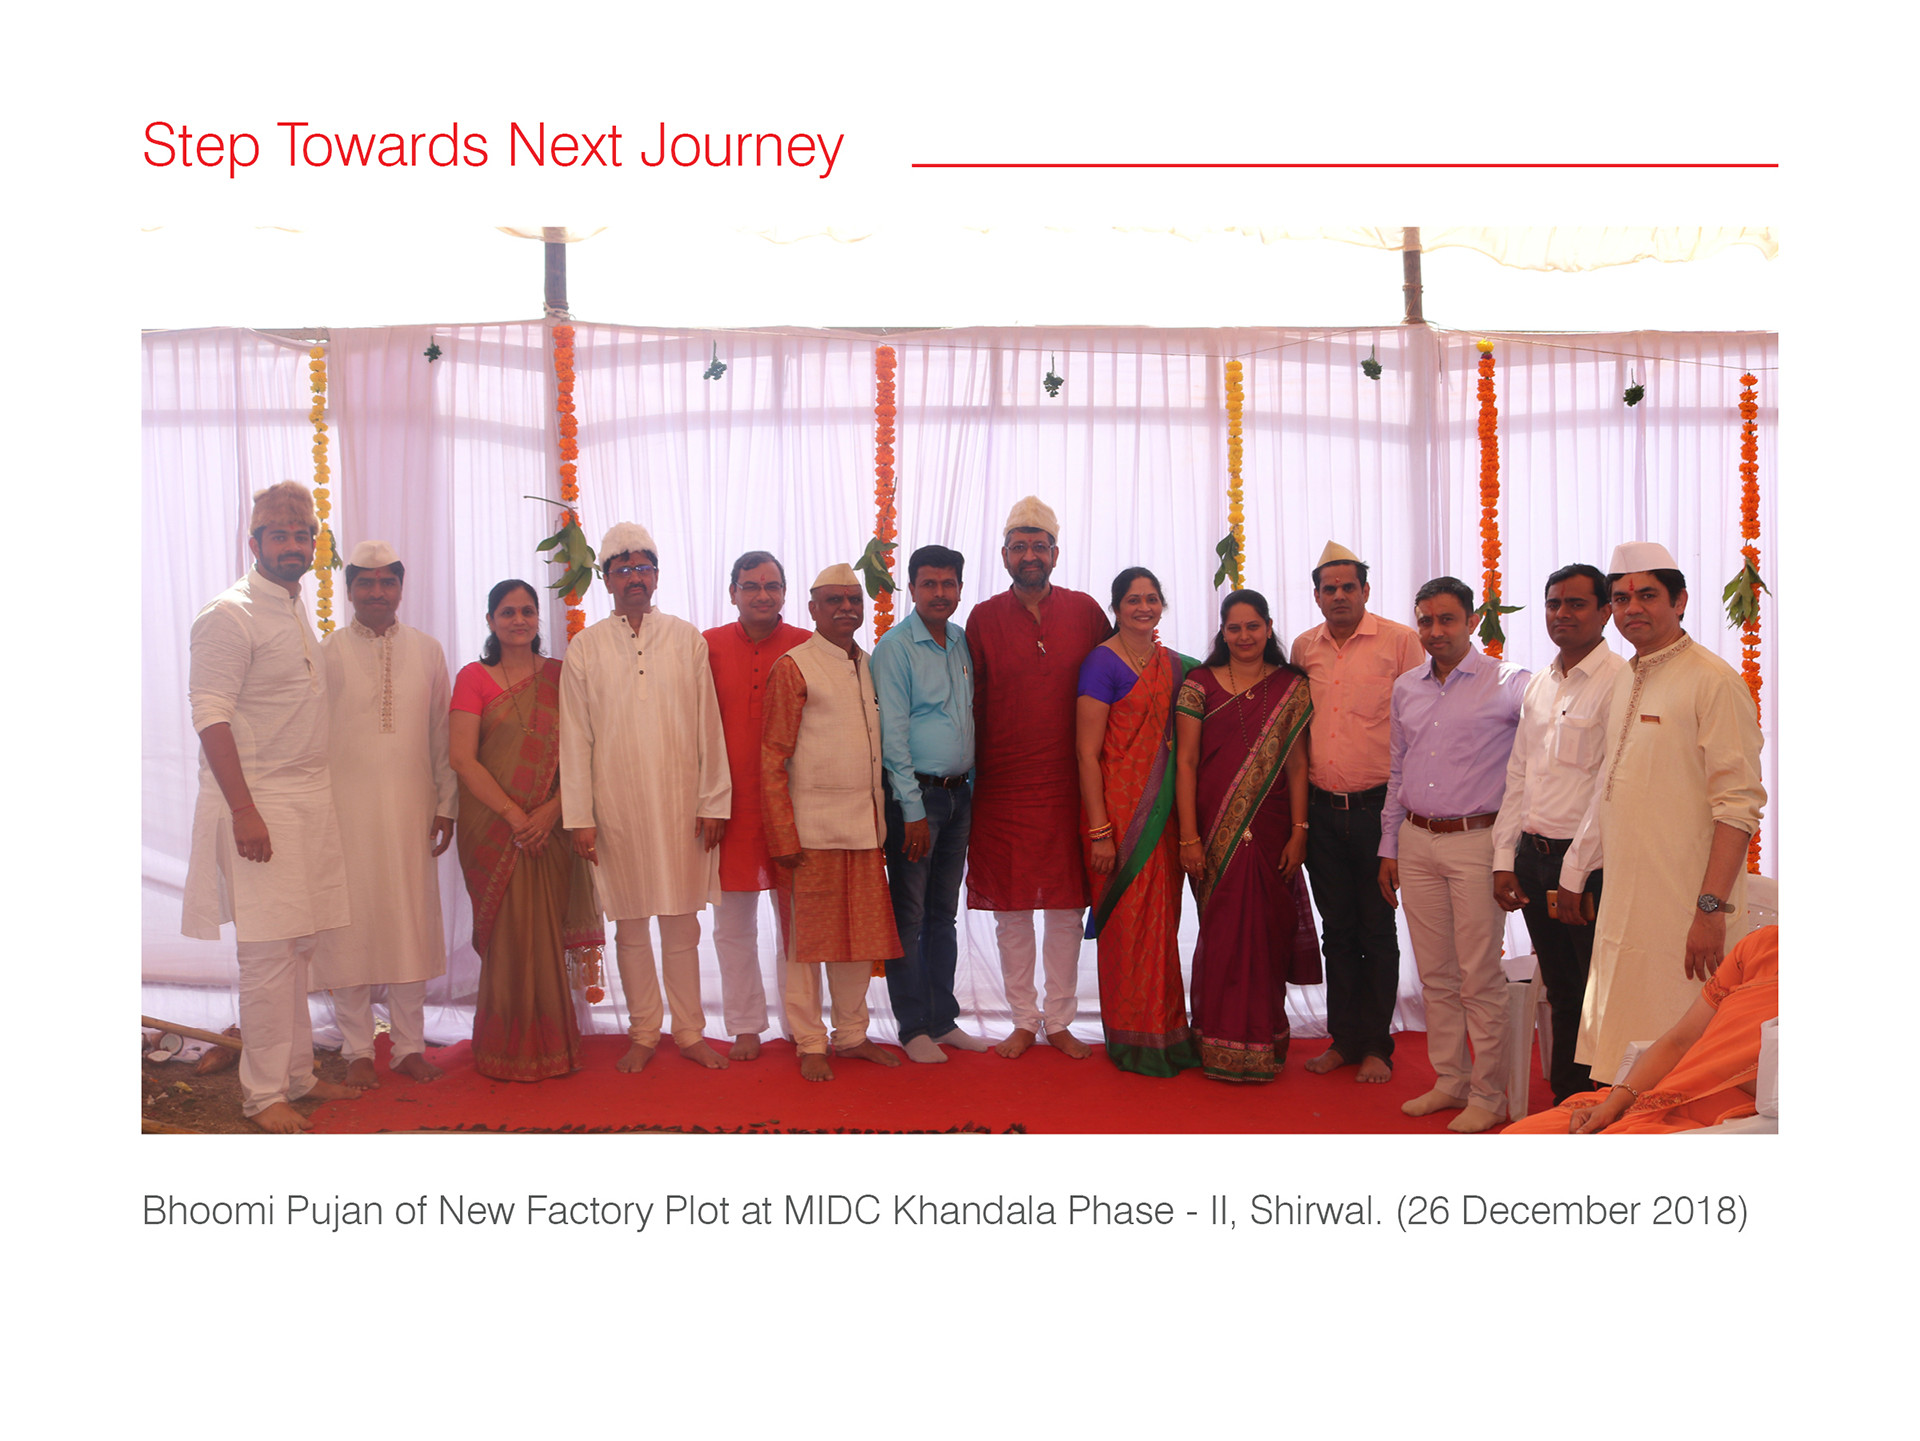 Step Towards Next Journey
Bhoomi Pujan of New Factory Plot at MIDC Khandala Phase - II, Shirwal. (26 December 2018)